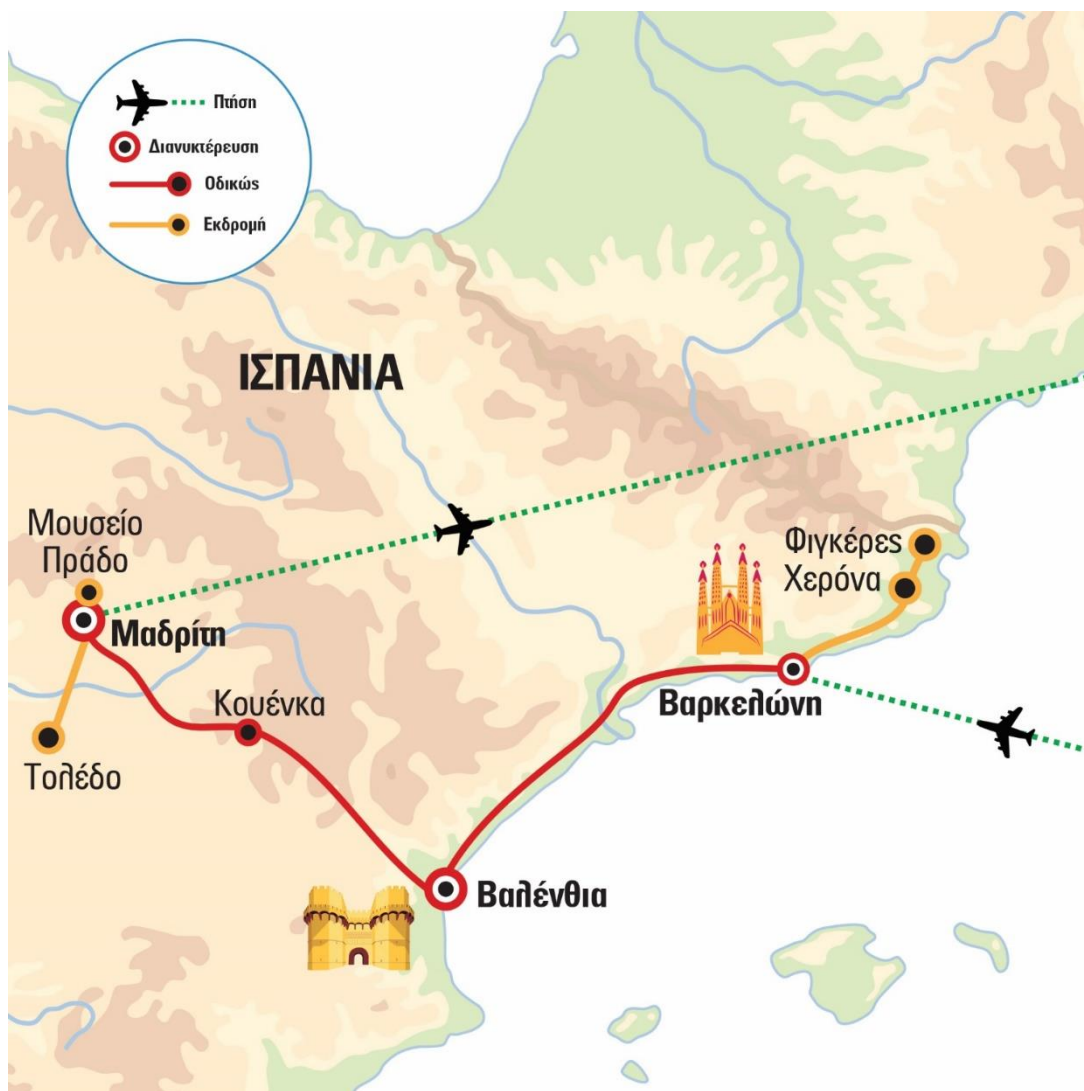 Πτήση
Διανυκτέρευση
Οδικώς
Εκδρομή
ΙΣΠΑΝΙΑ
Μουσείο
Πράδο
Μαδρίτη
Τολέδο
Κουένκα
Βαλένθια
Φιγκέρες
Χερόνα
Βαρκελώνη